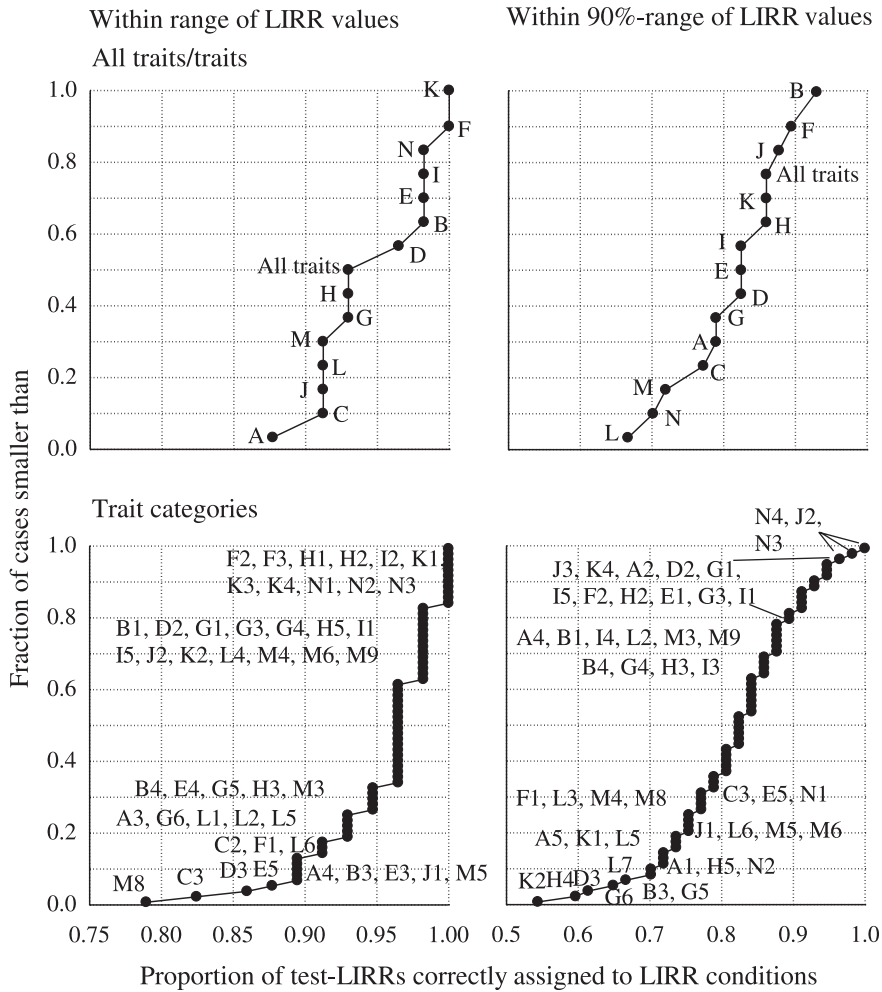 Within range of LIRR values
Within 90%-range of LIRR values
All traits/traits
1.0
0.8
0.6
0.4
0.2
0.0
K
F
N
I
E
B
D
All traits
H
G
M
L
J
C
A
B
F
J
All traits
K
H
I
E
D
G
A
C
M
N
L
Fraction of cases smaller than
Trait categories
1.0
0.8
0.6
0.4
0.2
0.0
F2, F3, H1, H2, I2, K1,
K3, K4, N1, N2, N3
B1, D2, G1, G3, G4, H5, I1
I5, J2, K2, L4, M4, M6, M9
B4, E4, G5, H3, M3
A3, G6, L1, L2, L5
C2, F1, L6
D3 E5
A4, B3, E3, J1, M5
C3
M8
0.75 0.80 0.85 0.90 0.95 1.00
N4, J2,
N3
J3, K4, A2, D2, G1,
I5, F2, H2, E1, G3, I1
A4, B1, I4, L2, M3, M9
B4, G4, H3, I3
F1, L3, M4, M8
C3, E5, N1
A5, K1, L5
J1, L6, M5, M6
L7
A1, H5, N2
K2 H4 D3
G6
B3, G5
0.5 0.6 0.7 0.8 0.9 1.0
Proportion of test-LIRRs correctly assigned to LIRR conditions